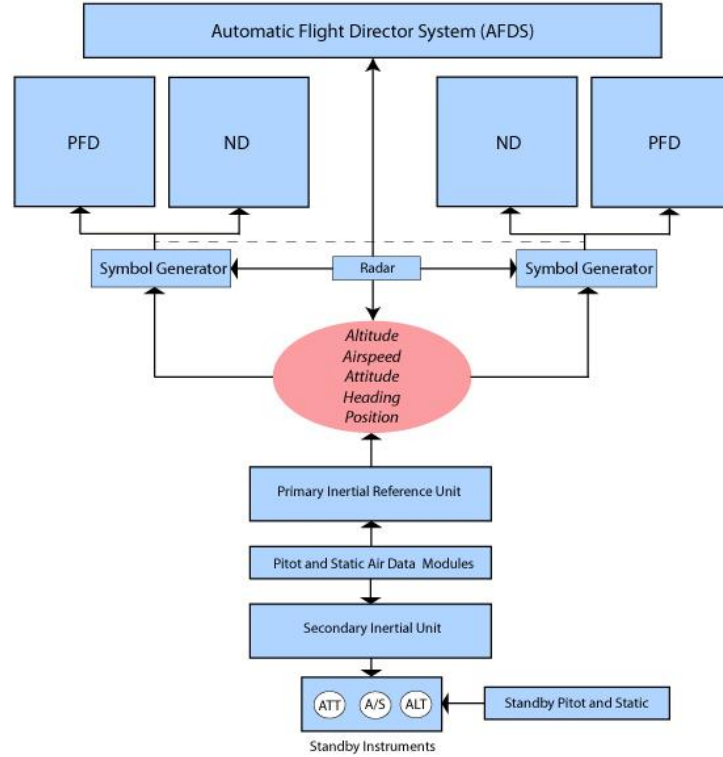 Automatic Flight Director System (AFDS)
PFD
ND
ND
PFD
Symbol Generator
Radar
Symbol Generator
Altitude
Airspeed
Attitude
Heading
Position
Primary Inertial Reference Unit
Pitot and Static Air Data Modules
Secondary Inertial Unit
ATT
A/S
ALT
Standby Pitot and Static
Standby Instruments